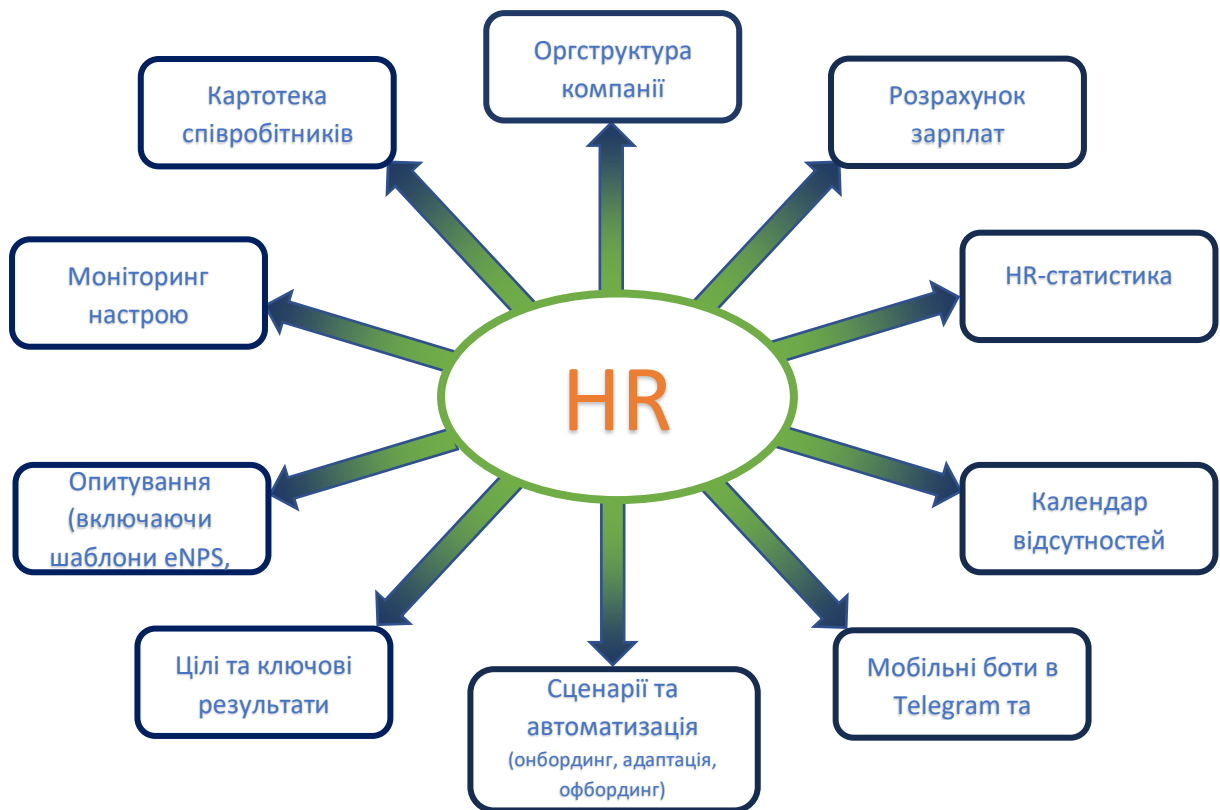 Оргструктура
компанії
Картотека
співробітників
Розрахунок
зарплат
Моніторинг
настрою
HR-статистика
HR
Опитування
(включаючи
шаблони eNPS,
Календар
відсутностей
Цілі та ключові
результати
Сценарії та
автоматизація
(онбординг, адаптація,
офбординг)
Мобільні боти в
Telegram та